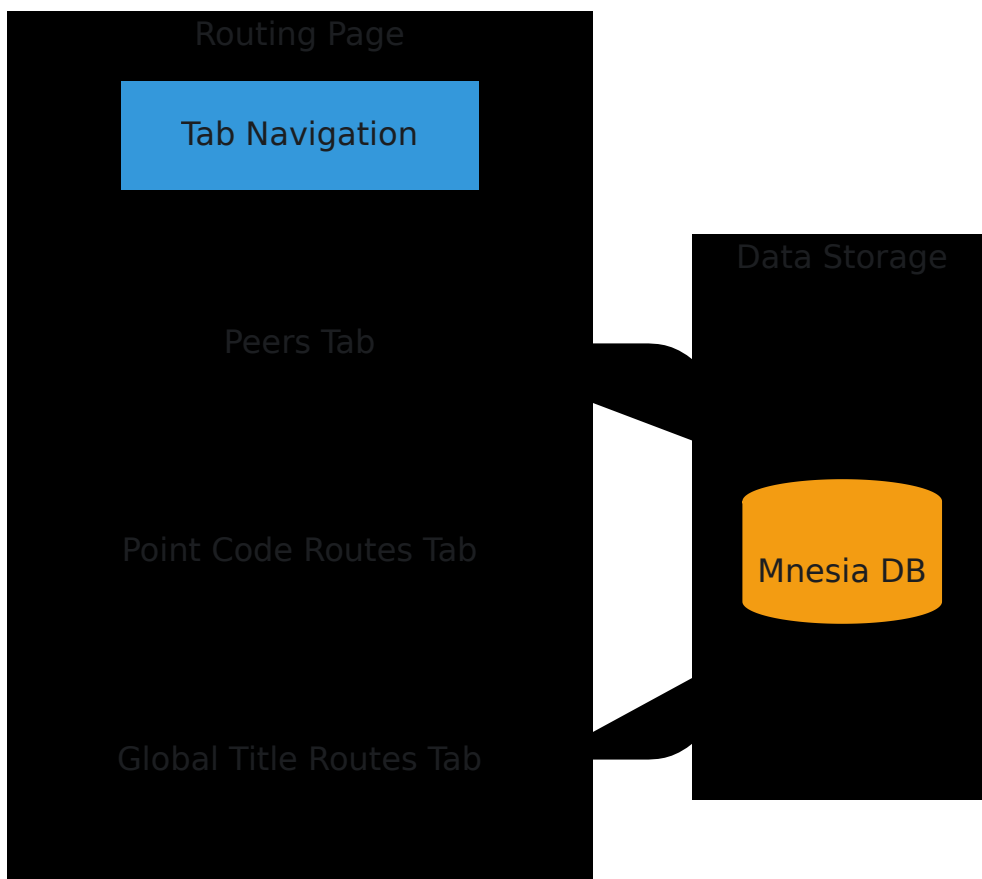 Routing Page
Tab Navigation
Data Storage
Peers Tab
Point Code Routes Tab
Mnesia DB
Global Title Routes Tab